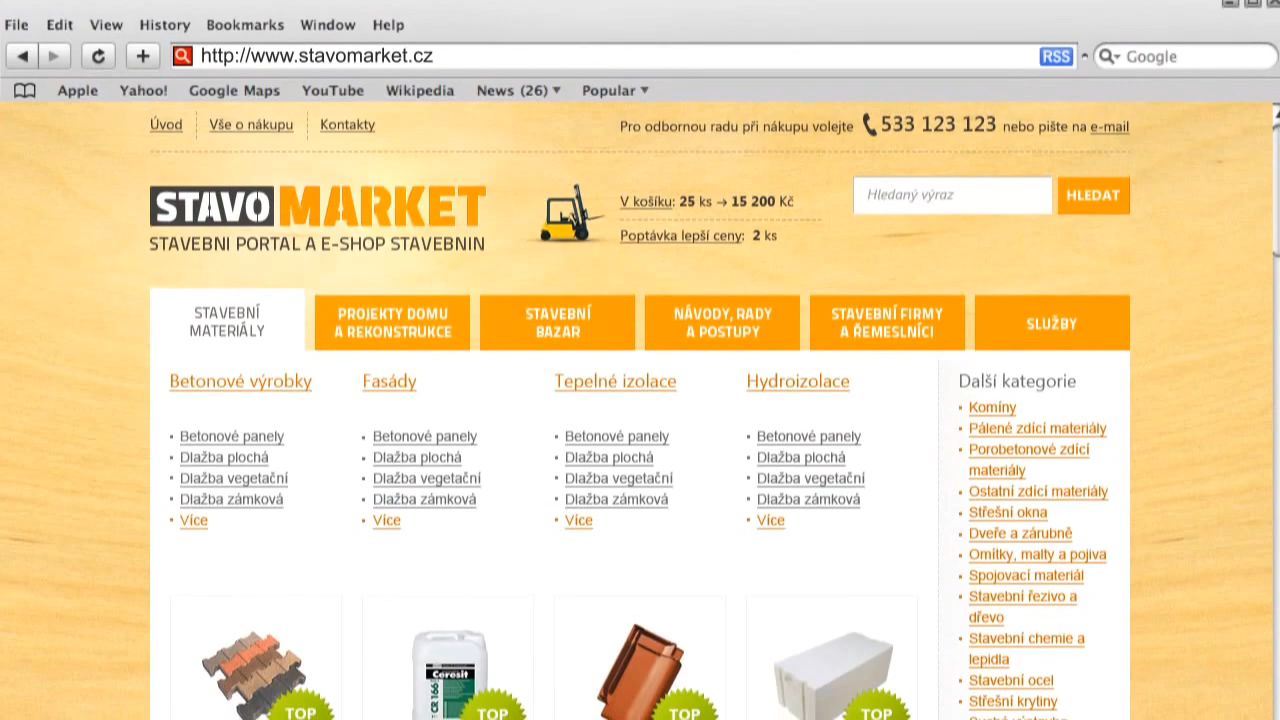 File Edit View History Bookmarks Window Help
http://www.stavomarket.cz RSS Google
Apple Yahoo! Google Maps YouTube Wikipedia News (26) Popular
Úvod Vše o nákupu Kontakty
Pro odbornou radu při nákupu volejte 533 123 123 nebo pište na e-mail
STAVOMARKET
STAVEBNI PORTAL A E-SHOP STAVEBNIN
V košíku: 25 ks → 15 200 Kč
Poptávka lepší ceny: 2 ks
Hledaný výraz HLEDAT
STAVEBNÍ
MATERIÁLY
PROJEKTY DOMU
A REKONSTRUKCE
STAVEBNÍ
BAZAR
NÁVODY, RADY
A POSTUPY
STAVEBNÍ FIRMY
A ŘEMESLNÍCI
SLUŽBY
Betonové výrobky
Betonové panely
Dlažba plochá
Dlažba vegetační
Dlažba zámková
Více
Fasády
Betonové panely
Dlažba plochá
Dlažba vegetační
Dlažba zámková
Více
Tepelné izolace
Betonové panely
Dlažba plochá
Dlažba vegetační
Dlažba zámková
Více
Hydroizolace
Betonové panely
Dlažba plochá
Dlažba vegetační
Dlažba zámková
Více
Další kategorie
Komíny
Pálené zdící materiály
Porobetonové zdící
materiály
Ostatní zdící materiály
Střešní okna
Dveře a zárubně
Omítky, malty a pojiva
Spojovací materiál
Stavební řezivo a
dřevo
Stavební chemie a
lepidla
Stavební ocel
Střešní krytiny
TOP
Ceresit
CR 166
TOP
TOP
TOP